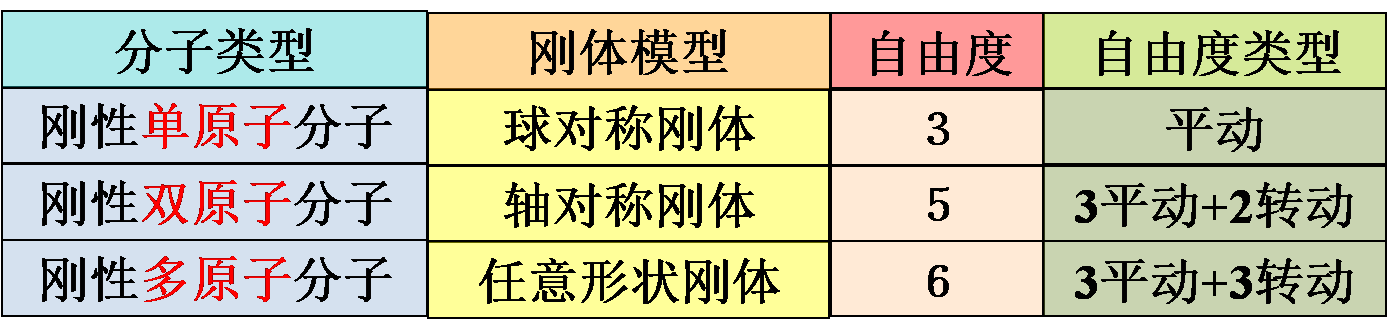 分子类型 刚体模型 自由度 自由度类型
刚性单原子分子 球对称刚体 3 平动
刚性双原子分子 轴对称刚体 5 3平动+2转动
刚性多原子分子 任意形状刚体 6 3平动+3转动